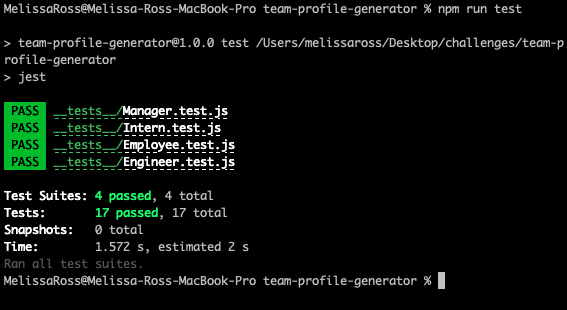 MelissaRoss@Melissa-Ross-MacBook-Pro team-profile-generator % npm run test
> team-profile-generator@1.0.0 test /Users/melissaross/Desktop/challenges/team-p
rofile-generator
> jest
PASS __tests__/Manager.test.js
PASS __tests__/Intern.test.js
PASS __tests__/Employee.test.js
PASS __tests__/Engineer.test.js
Test Suites: 4 passed, 4 total
Tests: 17 passed, 17 total
Snapshots: 0 total
Time: 1.572 s, estimated 2 s
Ran all test suites.
MelissaRoss@Melissa-Ross-MacBook-Pro team-profile-generator %